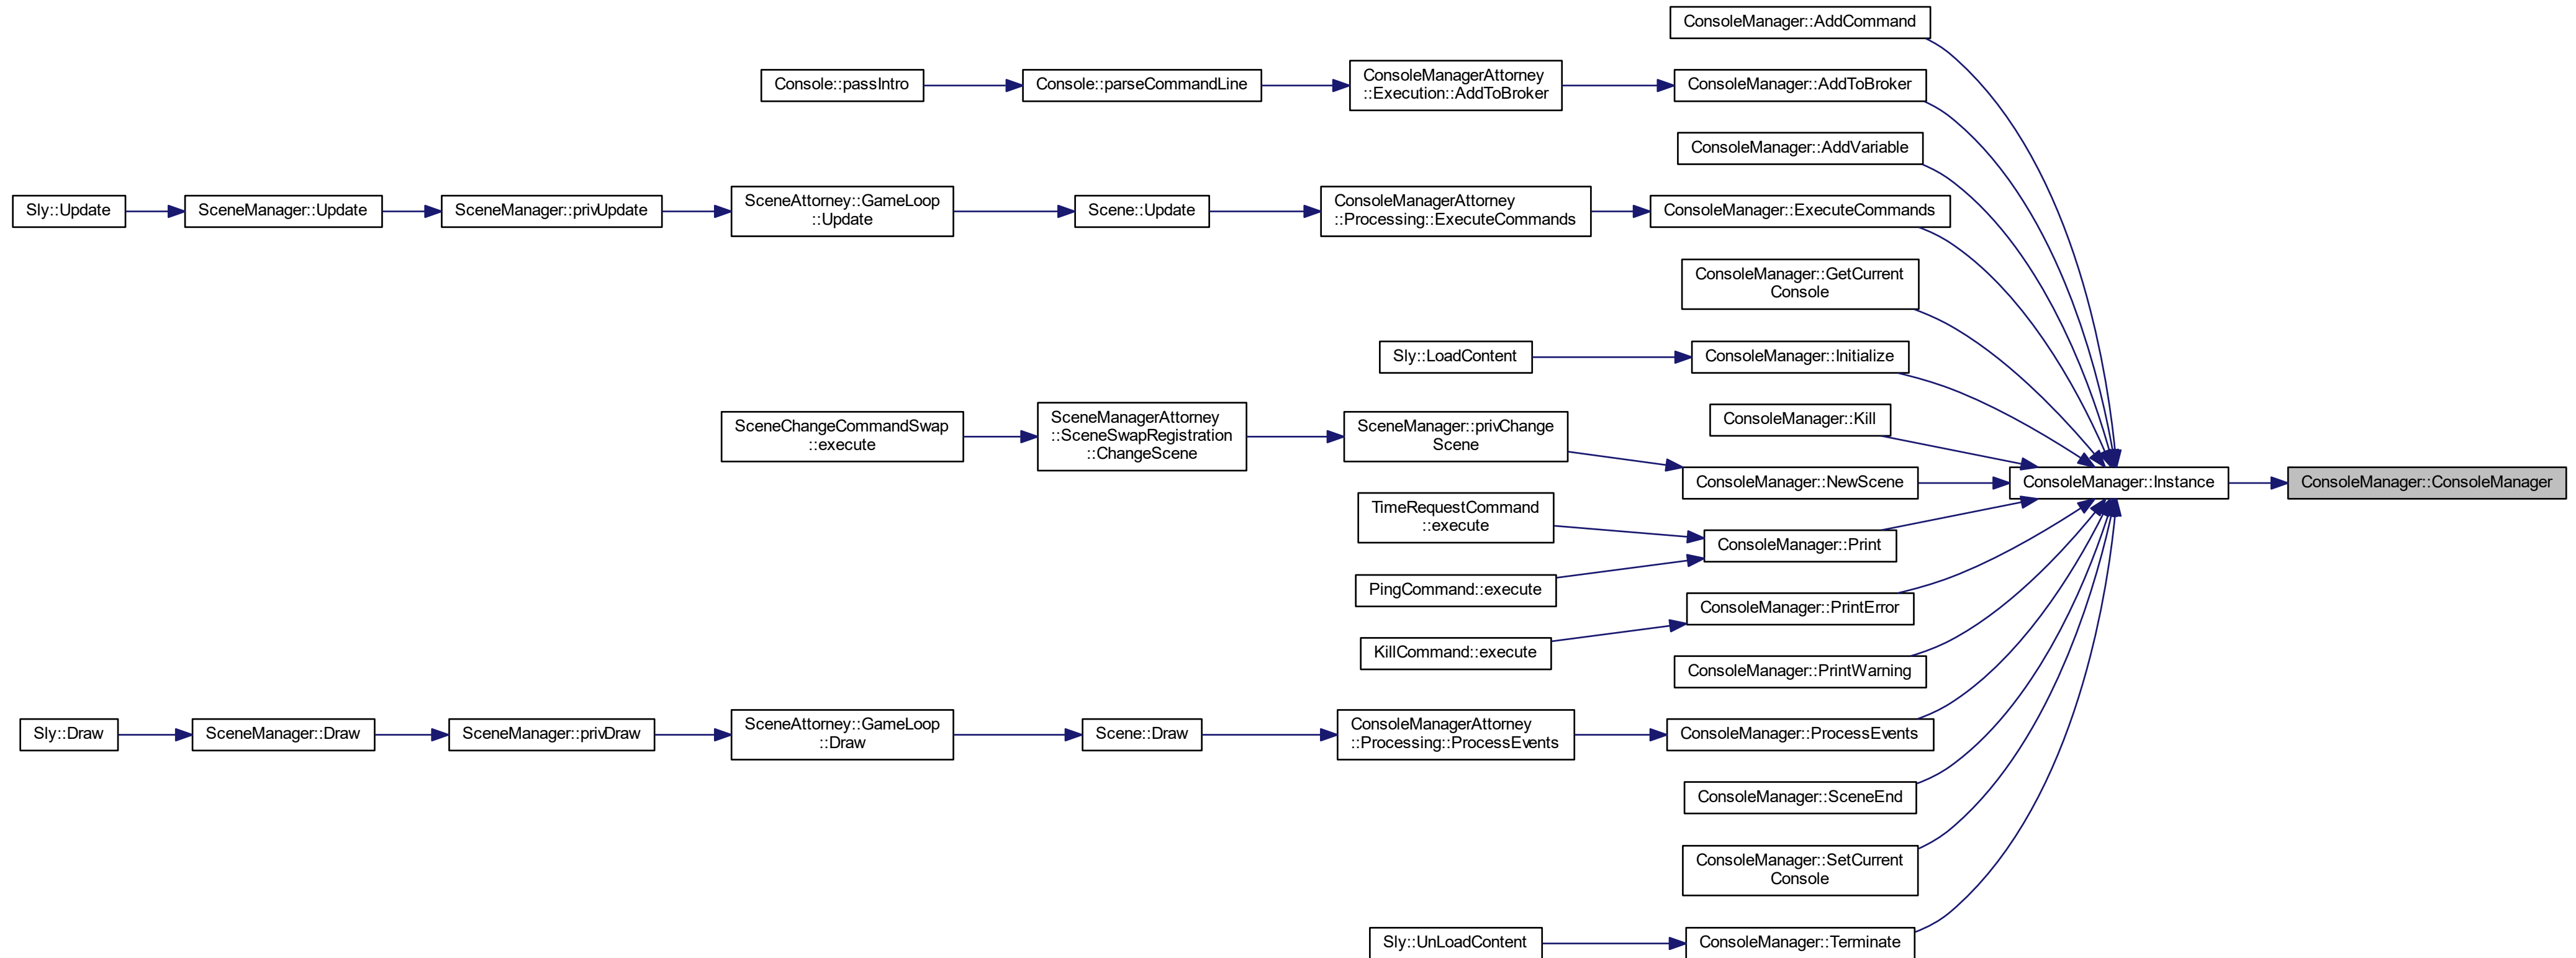 ConsoleManager::AddCommand
Console::passIntro
Console::parseCommandLine
ConsoleManagerAttorney
::Execution::AddToBroker
ConsoleManager::AddToBroker
ConsoleManager::AddVariable
Sly::Update
SceneManager::Update
SceneManager::privUpdate
SceneAttorney::GameLoop
::Update
Scene::Update
ConsoleManagerAttorney
::Processing::ExecuteCommands
ConsoleManager::ExecuteCommands
ConsoleManager::GetCurrent
Console
Sly::LoadContent
ConsoleManager::Initialize
ConsoleManager::Kill
SceneChangeCommandSwap
::execute
SceneManagerAttorney
::SceneSwapRegistration
::ChangeScene
SceneManager::privChange
Scene
ConsoleManager::NewScene
ConsoleManager::Instance
ConsoleManager::ConsoleManager
TimeRequestCommand
::execute
ConsoleManager::Print
PingCommand::execute
ConsoleManager::PrintError
KillCommand::execute
ConsoleManager::PrintWarning
Sly::Draw
SceneManager::Draw
SceneManager::privDraw
SceneAttorney::GameLoop
::Draw
Scene::Draw
ConsoleManagerAttorney
::Processing::ProcessEvents
ConsoleManager::ProcessEvents
ConsoleManager::SceneEnd
ConsoleManager::SetCurrent
Console
Sly::UnLoadContent
ConsoleManager::Terminate